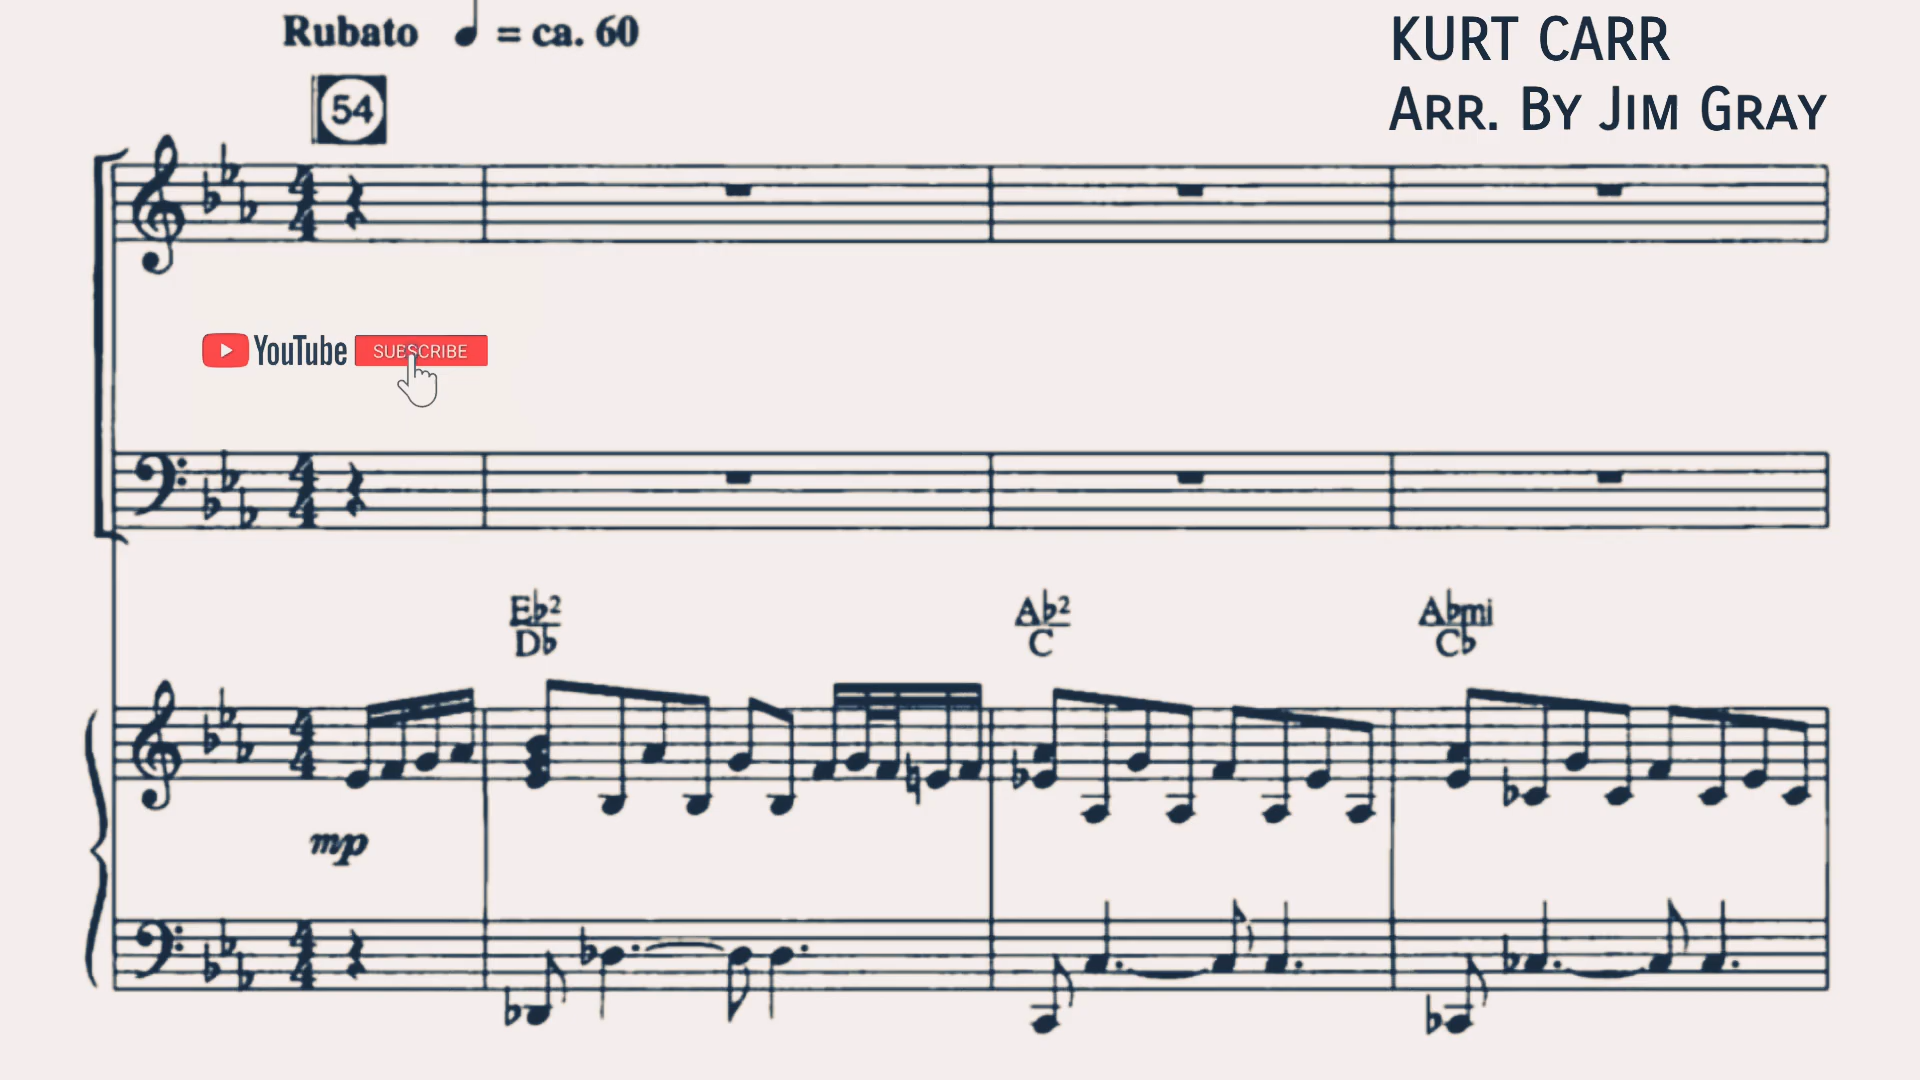 Rubato ♩ = ca. 60
KURT CARR
ARR. BY JIM GRAY
54
YouTube SUBSCRIBE
E♭2 A♭2 A♭mi
D♭ C C♭
mp